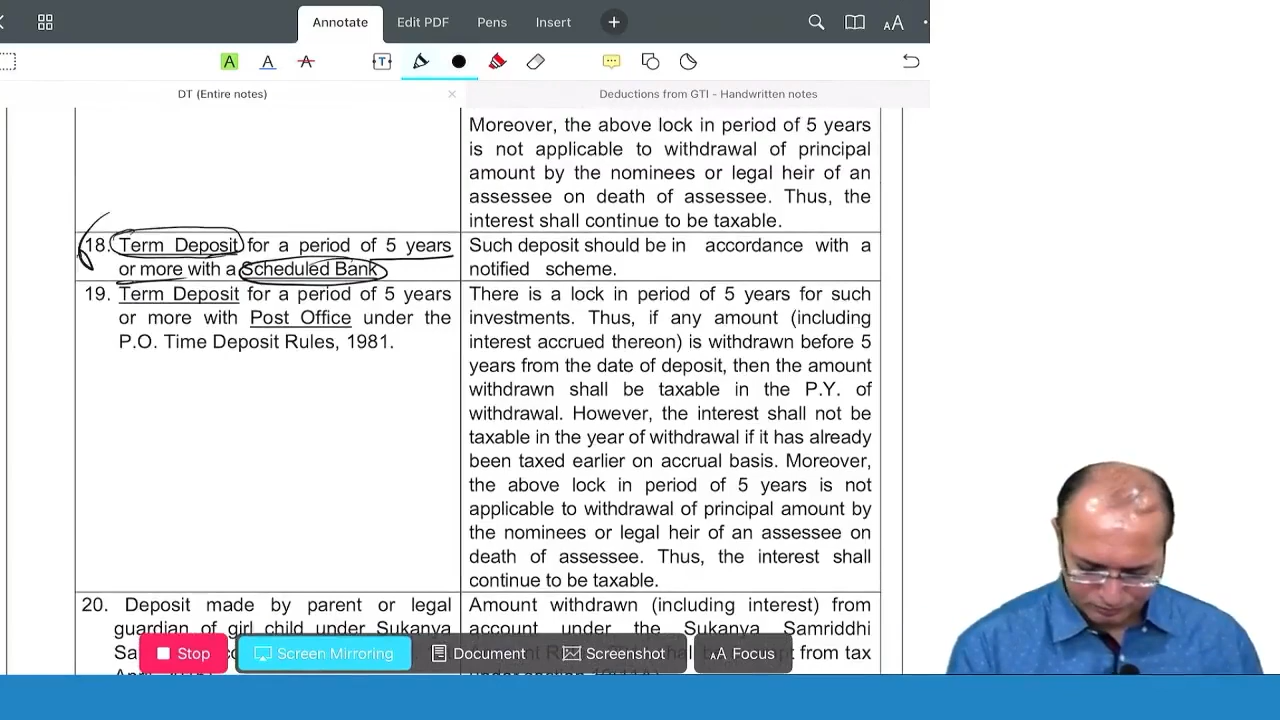 Annotate Edit PDF Pens Insert
AA
A A A T
DT (Entire notes) Deductions from GTI - Handwritten notes
Moreover, the above lock in period of 5 years
is not applicable to withdrawal of principal
amount by the nominees or legal heir of an
assessee on death of assessee. Thus, the
interest shall continue to be taxable.
18. Term Deposit for a period of 5 years
or more with a Scheduled Bank
Such deposit should be in accordance with a
notified scheme.
19. Term Deposit for a period of 5 years
or more with Post Office under the
P.O. Time Deposit Rules, 1981.
There is a lock in period of 5 years for such
investments. Thus, if any amount (including
interest accrued thereon) is withdrawn before 5
years from the date of deposit, then the amount
withdrawn shall be taxable in the P.Y. of
withdrawal. However, the interest shall not be
taxable in the year of withdrawal if it has already
been taxed earlier on accrual basis. Moreover,
the above lock in period of 5 years is not
applicable to withdrawal of principal amount by
the nominees or legal heir of an assessee on
death of assessee. Thus, the interest shall
continue to be taxable.
20. Deposit made by parent or legal
guardian of girl child under Sukanya
Amount withdrawn (including interest) from
account under the Sukanya Samriddhi
from tax
Stop Screen Mirroring Document Screenshot AA Focus